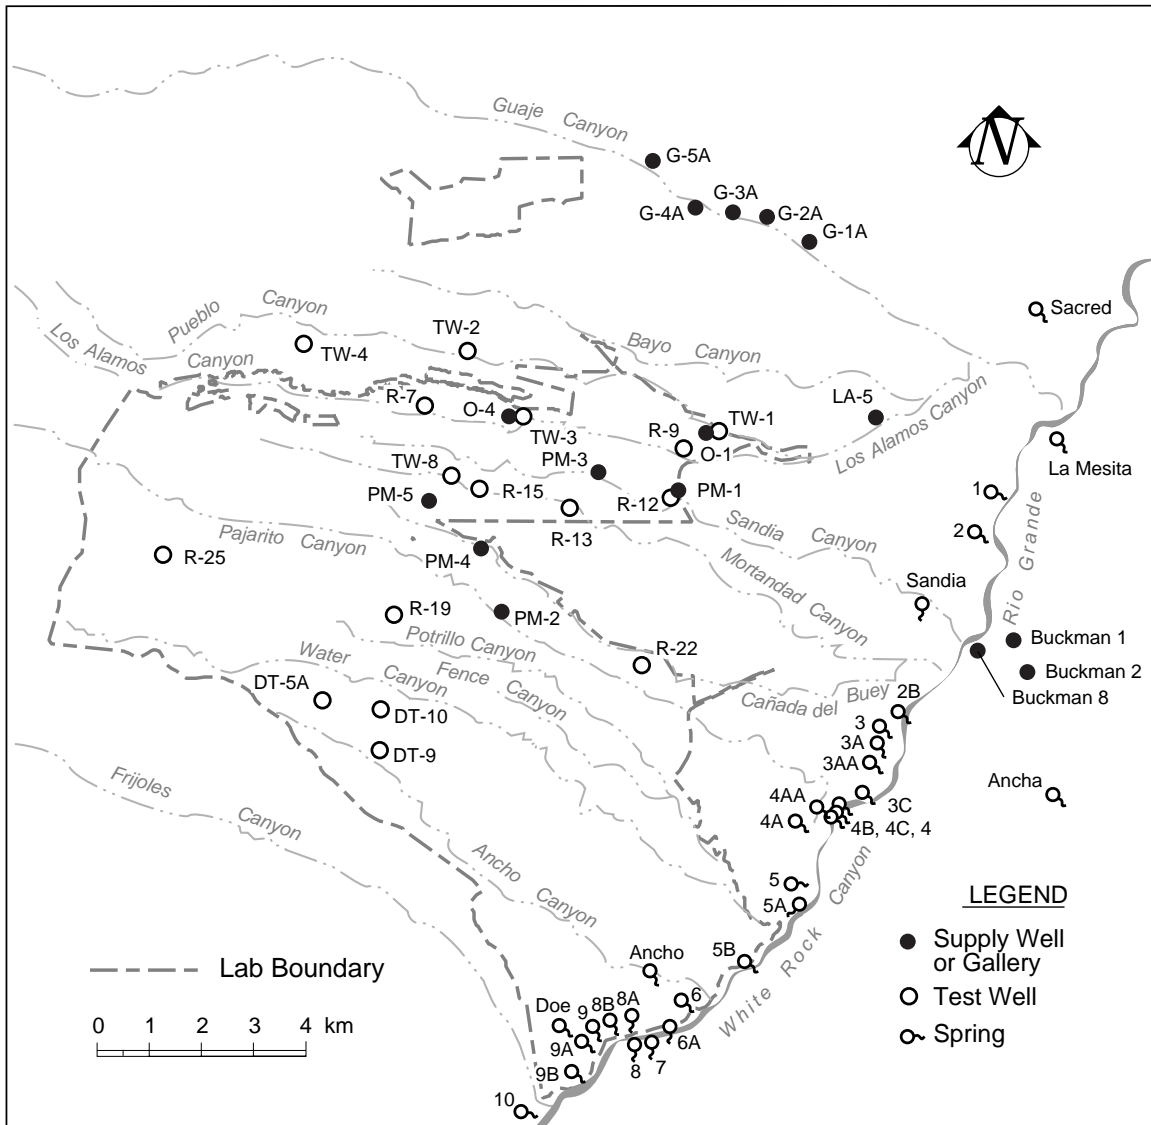 Guaje Canyon
N
G-5A
G-3A
G-4A
G-2A
G-1A
Sacred
Pueblo Canyon
Los Alamos Canyon
TW-4
TW-2
Bayo Canyon
R-7
O-4
TW-3
LA-5
TW-1
R-9
O-1
Los Alamos Canyon
La Mesita
TW-8
PM-3
R-15
PM-5
R-12
PM-1
1
R-13
Sandia Canyon
2
Pajarito Canyon
R-25
PM-4
Mortandad Canyon
Sandia
Rio Grande
R-19
PM-2
Potrillo Canyon
Buckman 1
Water Canyon
Fence Canyon
R-22
Buckman 2
Buckman 8
DT-5A
DT-10
Cañada del Buey
2B
3
3A
3AA
DT-9
Frijoles Canyon
Ancha
3C
4AA
4A
4B, 4C, 4
Ancho Canyon
5
5A
White Rock Canyon
5B
Ancho
6
6A
7
8
8A
8B
9
Doe
9A
9B
10
Lab Boundary
0 1 2 3 4 km
LEGEND
Supply Well
or Gallery
Test Well
Spring